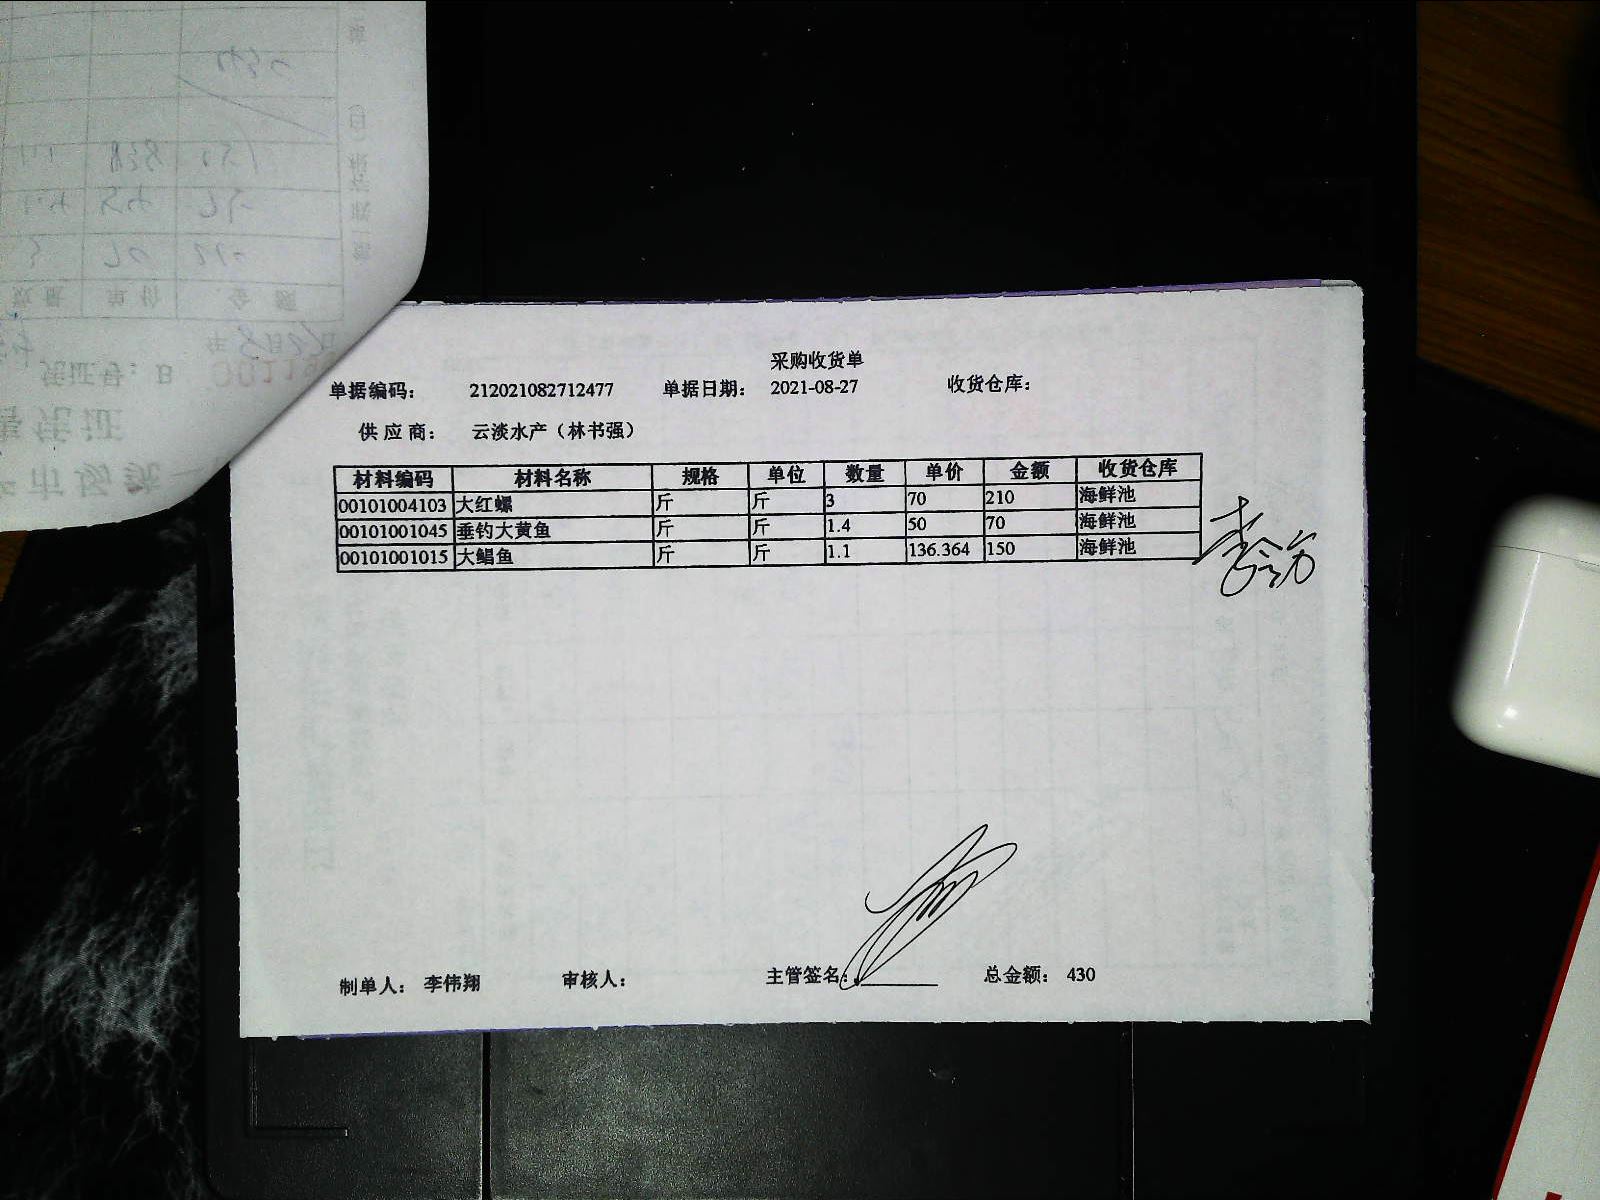 采购收货单
单据编码： 212021082712477 单据日期： 2021-08-27 收货仓库：
供应商： 云淡水产（林书强）
材料编码 材料名称 规格 单位 数量 单价 金额 收货仓库
00101004103 大红螺 斤 斤 3 70 210 海鲜池
00101001045 垂钓大黄鱼 斤 斤 1.4 50 70 海鲜池
00101001015 大鲳鱼 斤 斤 1.1 136.364 150 海鲜池
制单人： 李伟翔 审核人： 主管签名： 总金额： 430